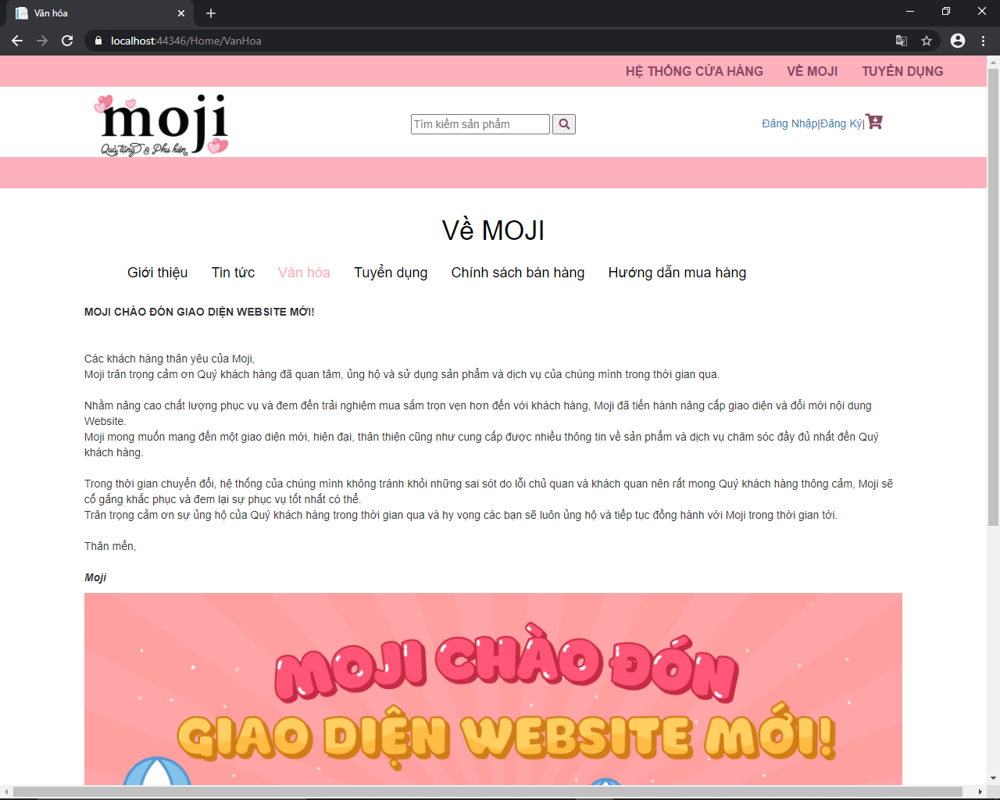 Văn hóa
localhost:44346/Home/VanHoa
HỆ THỐNG CỬA HÀNG VỀ MOJI TUYỂN DỤNG
moji
Quà tặng & Phụ kiện
Tìm kiếm sản phẩm
Đăng Nhập|Đăng Ký|
Về MOJI
Giới thiệu Tin tức Văn hóa Tuyển dụng Chính sách bán hàng Hướng dẫn mua hàng
MOJI CHÀO ĐÓN GIAO DIỆN WEBSITE MỚI!
Các khách hàng thân yêu của Moji,
Moji trân trọng cảm ơn Quý khách hàng đã quan tâm, ủng hộ và sử dụng sản phẩm và dịch vụ của chúng mình trong thời gian qua.
Nhằm nâng cao chất lượng phục vụ và đem đến trải nghiệm mua sắm trọn vẹn hơn đến với khách hàng, Moji đã tiến hành nâng cấp giao diện và đổi mới nội dung
Website.
Moji mong muốn mang đến một giao diện mới, hiện đại, thân thiện cũng như cung cấp được nhiều thông tin về sản phẩm và dịch vụ chăm sóc đầy đủ nhất đến Quý
khách hàng.
Trong thời gian chuyển đổi, hệ thống của chúng mình không tránh khỏi những sai sót do lỗi chủ quan và khách quan nên rất mong Quý khách hàng thông cảm, Moji sẽ
cố gắng khắc phục và đem lại sự phục vụ tốt nhất có thể.
Trân trọng cảm ơn sự ủng hộ của Quý khách hàng trong thời gian qua và hy vọng các bạn sẽ luôn ủng hộ và tiếp tục đồng hành với Moji trong thời gian tới.
Thân mến,
Moji
MOJI CHÀO ĐÓN
GIAO DIỆN WEBSITE MỚI!